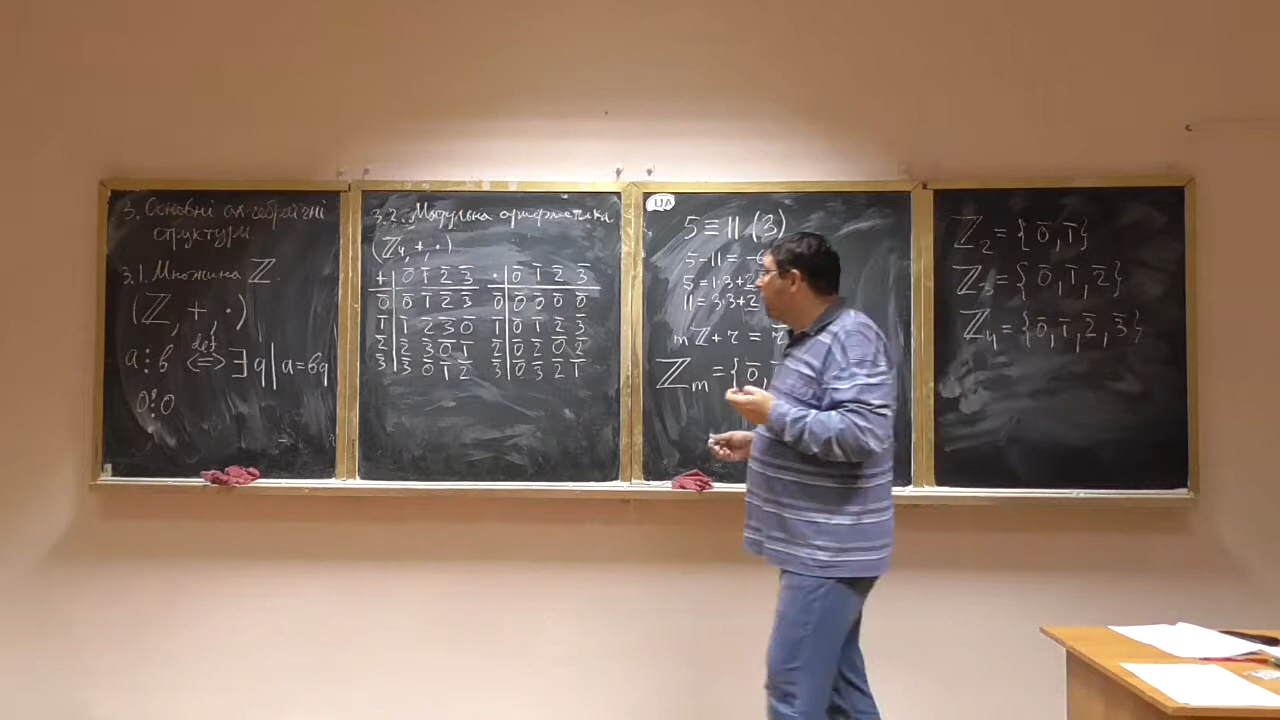 3. Основні алгебраїчні
структури
3.1. Множина ℤ.
(ℤ, +, ·)
a⋮b ⇔def ∃q | a=bq
0⋮0
3.2. Модульна арифметика
(ℤ₄, +, ·)
+ | 0̄ 1̄ 2̄ 3̄
0̄ | 0̄ 1̄ 2̄ 3̄
1̄ | 1̄ 2̄ 3̄ 0̄
2̄ | 2̄ 3̄ 0̄ 1̄
3̄ | 3̄ 0̄ 1̄ 2̄
· | 0̄ 1̄ 2̄ 3̄
0̄ | 0̄ 0̄ 0̄ 0̄
1̄ | 0̄ 1̄ 2̄ 3̄
2̄ | 0̄ 2̄ 0̄ 2̄
3̄ | 0̄ 3̄ 2̄ 1̄
UA
5 ≡ 11 (3)
5-11 = -6
5=1·3+2
11=3·3+2
mℤ+r = r̄
ℤₘ = {0̄,
ℤ₂ = {0̄, 1̄}
ℤ₃ = {0̄, 1̄, 2̄}
ℤ₄ = {0̄, 1̄, 2̄, 3̄}